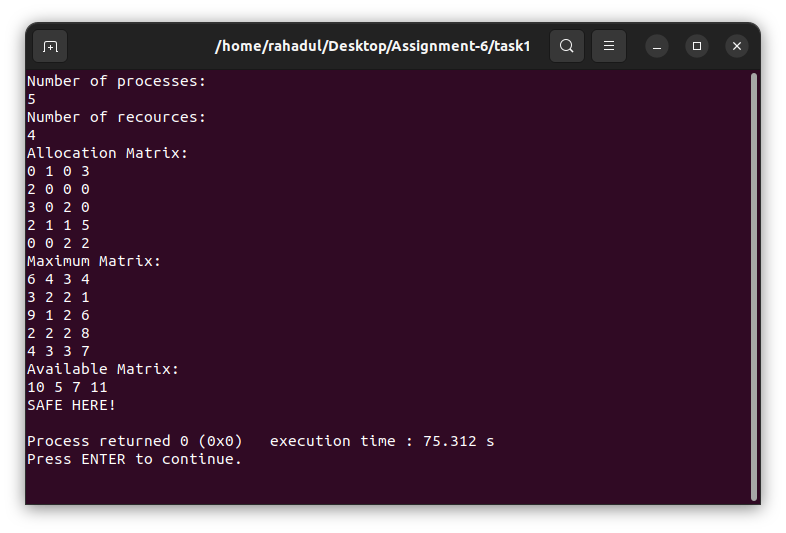 /home/rahadul/Desktop/Assignment-6/task1
Number of processes:
5
Number of recources:
4
Allocation Matrix:
0 1 0 3
2 0 0 0
3 0 2 0
2 1 1 5
0 0 2 2
Maximum Matrix:
6 4 3 4
3 2 2 1
9 1 2 6
2 2 2 8
4 3 3 7
Available Matrix:
10 5 7 11
SAFE HERE!
Process returned 0 (0x0)   execution time : 75.312 s
Press ENTER to continue.